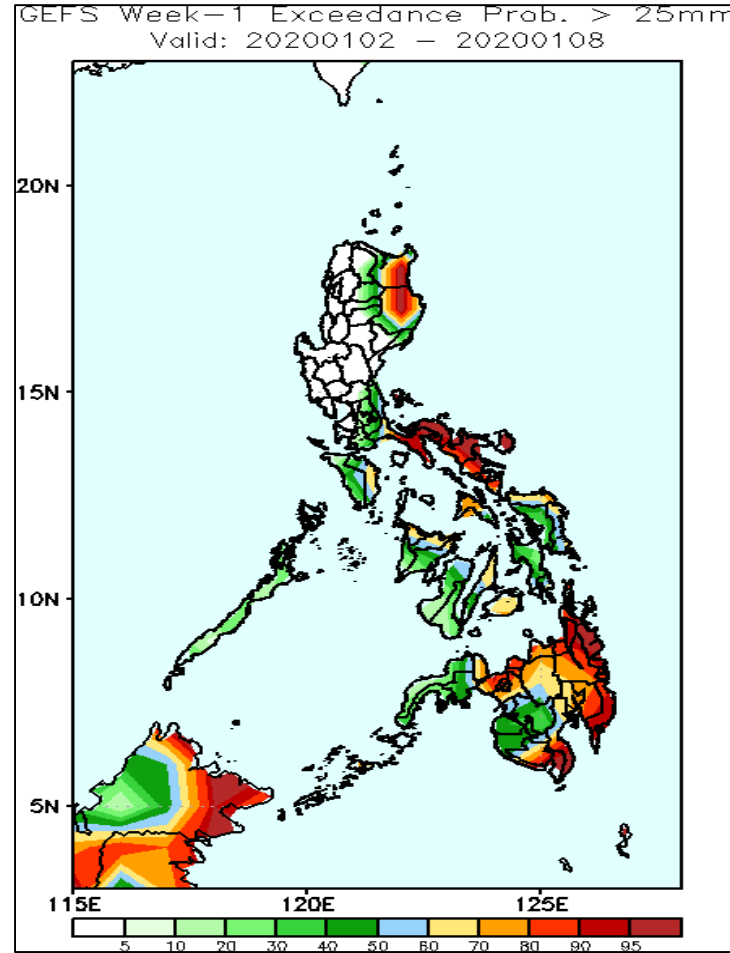 GEFS Week-1 Exceedance Prob. > 25mm
Valid: 20200102 - 20200108
20N
15N
10N
5N
115E 120E 125E
5 10 20 30 40 50 60 70 80 90 95